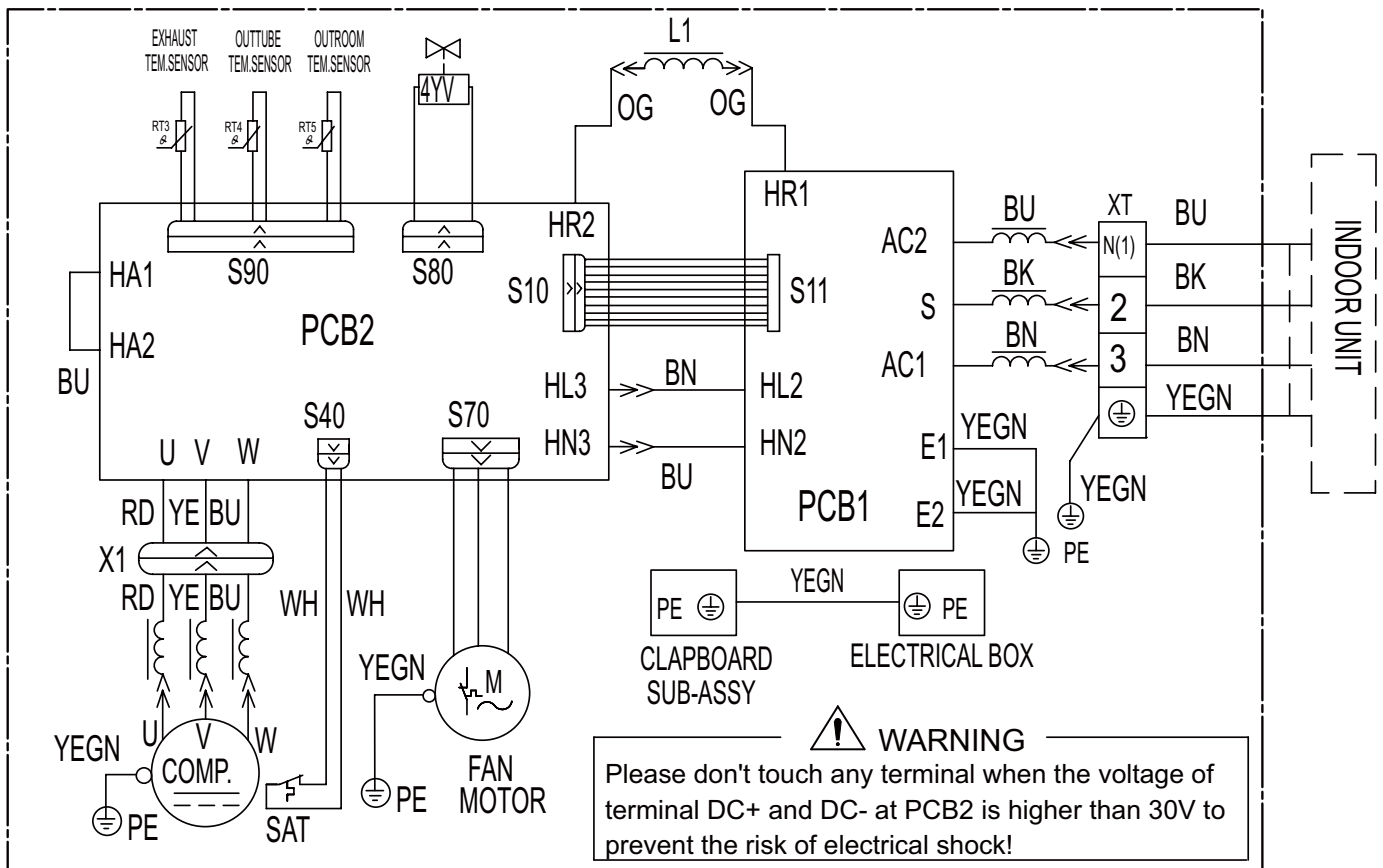 EXHAUST
TEM.SENSOR
OUTTUBE
TEM.SENSOR
OUTROOM
TEM.SENSOR
RT3
RT4
RT5
4YV
L1
OG
OG
HR2
HR1
S90
S80
HA1
HA2
BU
PCB2
S10
S11
HL3
BN
HL2
HN3
BU
HN2
PCB1
AC2
S
AC1
E1
E2
BU
BK
BN
XT
N(1)
2
3
BU
BK
BN
YEGN
INDOOR UNIT
YEGN
YEGN
PE
YEGN
U V W
S40
S70
RD YE BU
X1
RD YE BU
WH
WH
U V W
YEGN
COMP.
PE
SAT
YEGN
PE
M
FAN
MOTOR
PE
YEGN
PE
CLAPBOARD
SUB-ASSY
ELECTRICAL BOX
WARNING
Please don't touch any terminal when the voltage of
terminal DC+ and DC- at PCB2 is higher than 30V to
prevent the risk of electrical shock!